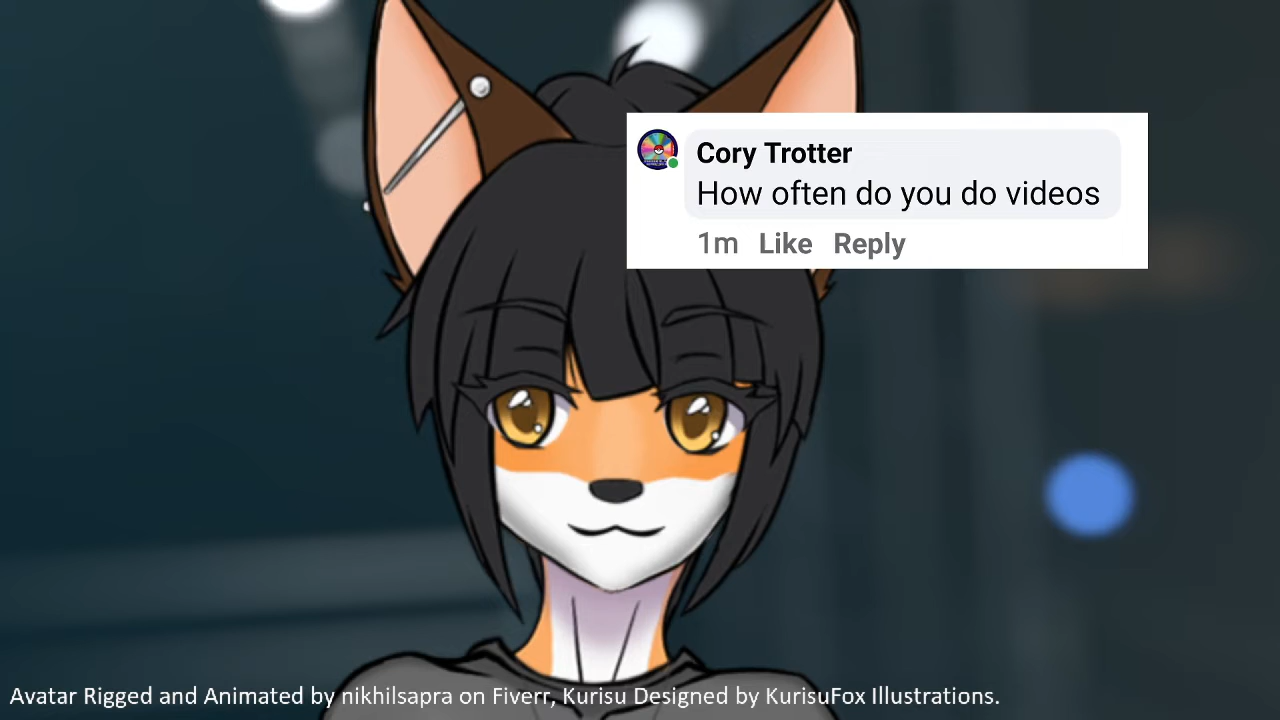 Cory Trotter
How often do you do videos
1m Like Reply
Avatar Rigged and Animated by nikhilsapra on Fiverr, Kurisu Designed by KurisuFox Illustrations.